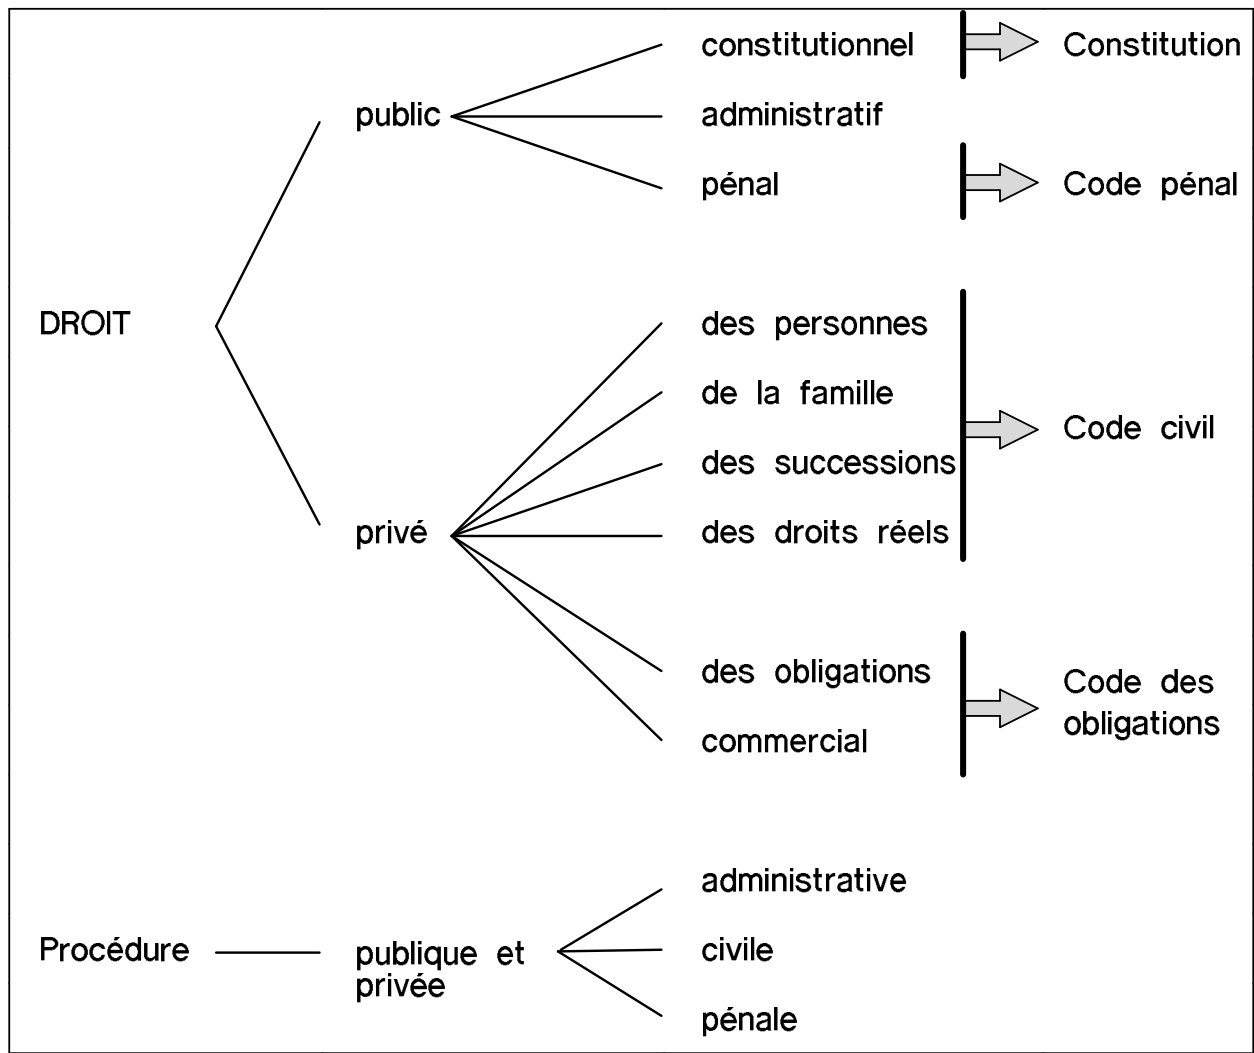 constitutionnel Constitution
public administratif
pénal Code pénal
DROIT des personnes
de la famille
Code civil
des successions
privé des droits réels
des obligations Code des
obligations
commercial
administrative
Procédure publique et civile
privée
pénale